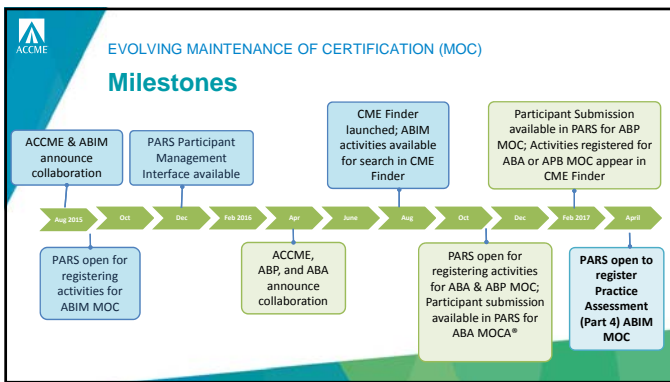 ACCME
EVOLVING MAINTENANCE OF CERTIFICATION (MOC)
Milestones
ACCME & ABIM
announce
collaboration
PARS Participant
Management
Interface available
CME Finder
launched; ABIM
activities available
for search in CME
Finder
Participant Submission
available in PARS for ABP
MOC; Activities registered
for ABA or APB MOC appear in
CME Finder
Aug 2015
Oct
Dec
Feb 2016
Apr
June
Aug
Oct
Dec
Feb 2017
April
PARS open for
registering
activities for
ABIM MOC
ACCME,
ABP, and ABA
announce
collaboration
PARS open for
registering activities
for ABA & ABP MOC;
Participant submission
available in PARS for
ABA MOCA®
PARS open to
register
Practice
Assessment
(Part 4) ABIM
MOC